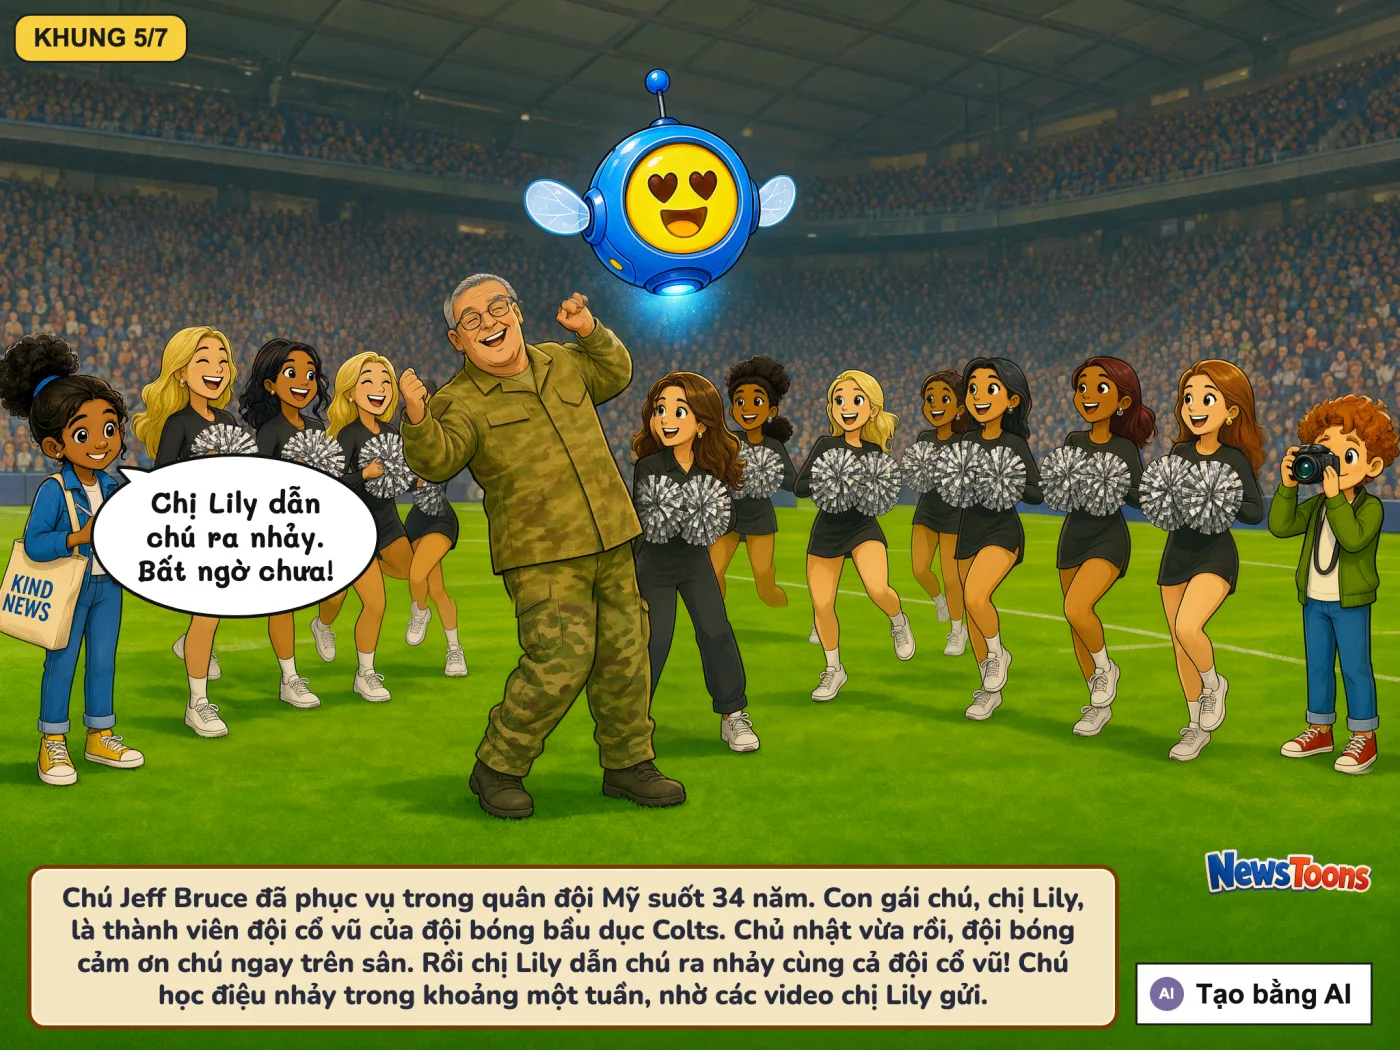 KHUNG 5/7
Chị Lily dẫn
chú ra nhảy.
Bất ngờ chưa!
KIND
NEWS
NEWSTOONS
Chú Jeff Bruce đã phục vụ trong quân đội Mỹ suốt 34 năm. Con gái chú, chị Lily,
là thành viên đội cổ vũ của đội bóng bầu dục Colts. Chủ nhật vừa rồi, đội bóng
cảm ơn chú ngay trên sân. Rồi chị Lily dẫn chú ra nhảy cùng cả đội cổ vũ! Chú
học điệu nhảy trong khoảng một tuần, nhờ các video chị Lily gửi.
AI Tạo bằng AI